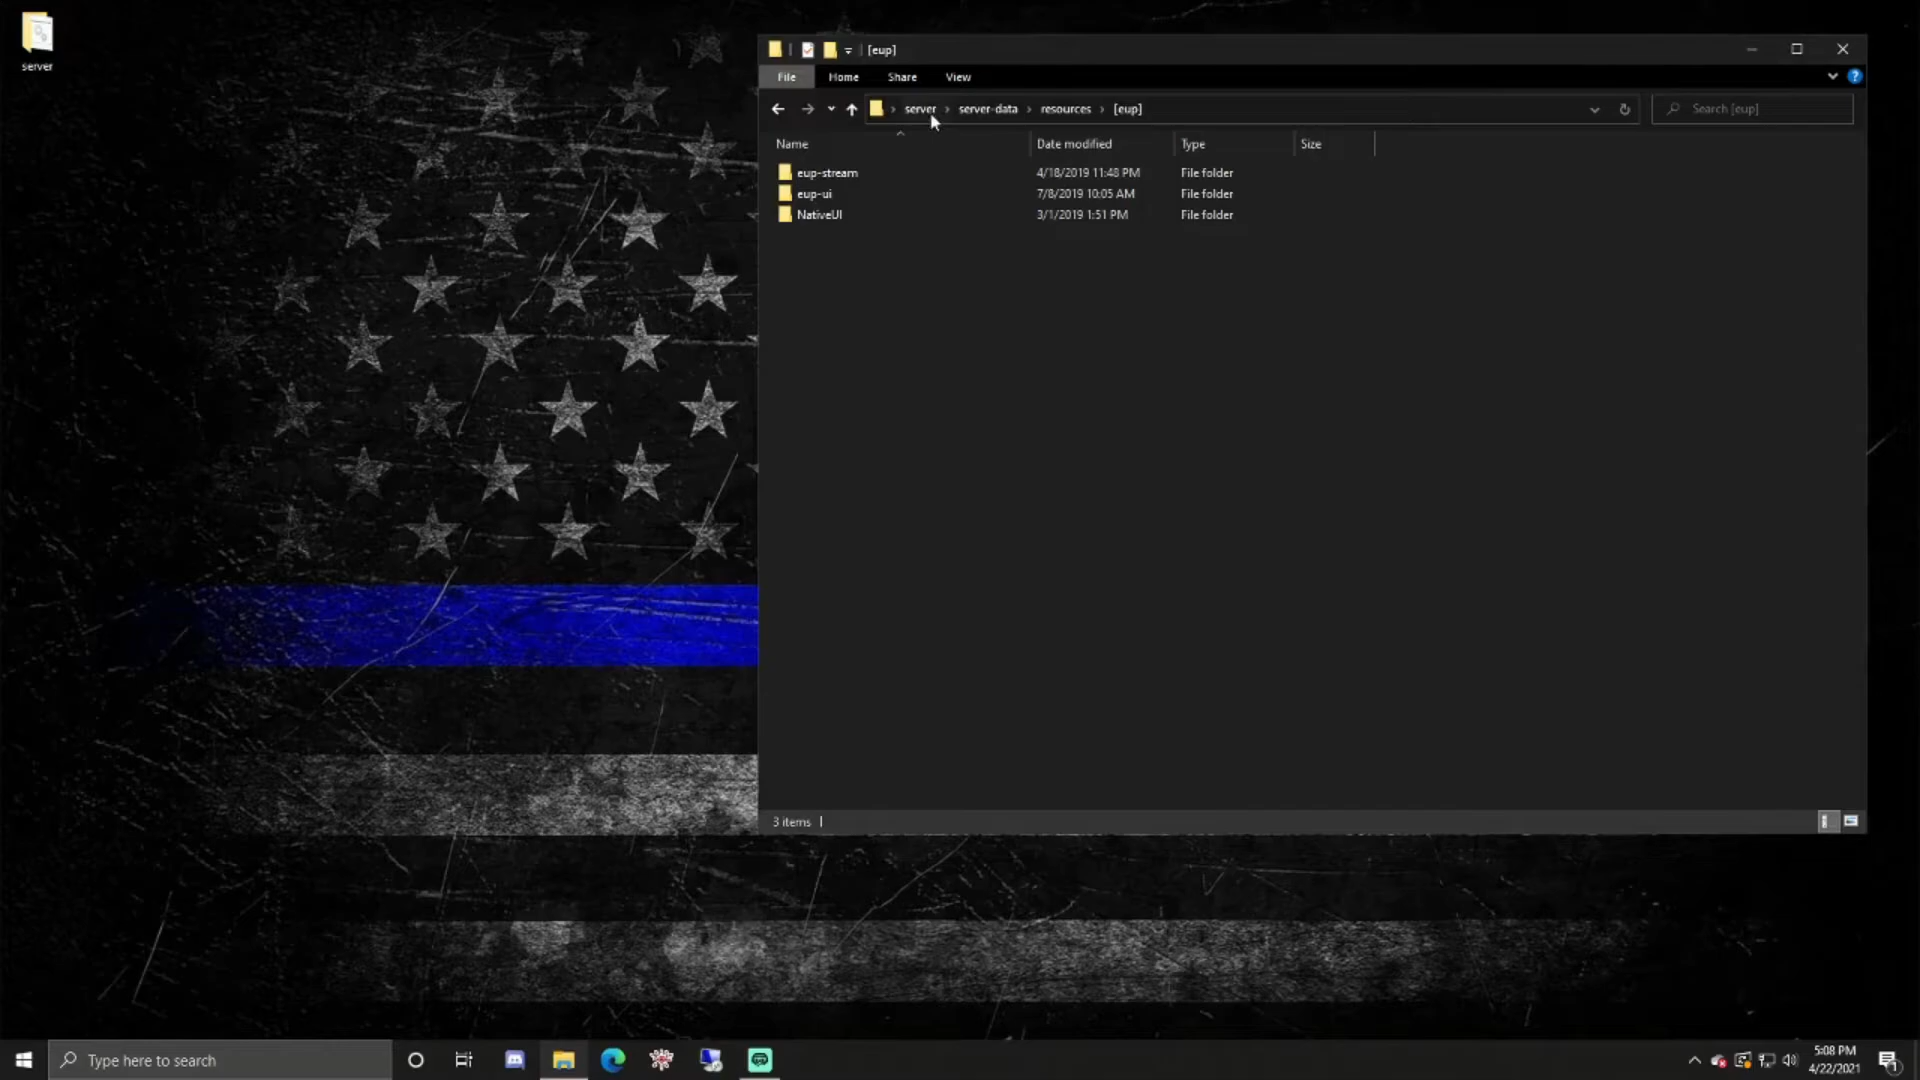 server
[eup]
File Home Share View
server server-data resources [eup]
Search [eup]
Name Date modified Type Size
eup-stream 4/18/2019 11:48 PM File folder
eup-ui 7/8/2019 10:05 AM File folder
NativeUI 3/1/2019 1:51 PM File folder
3 items
Type here to search
5:08 PM
4/22/2021
1